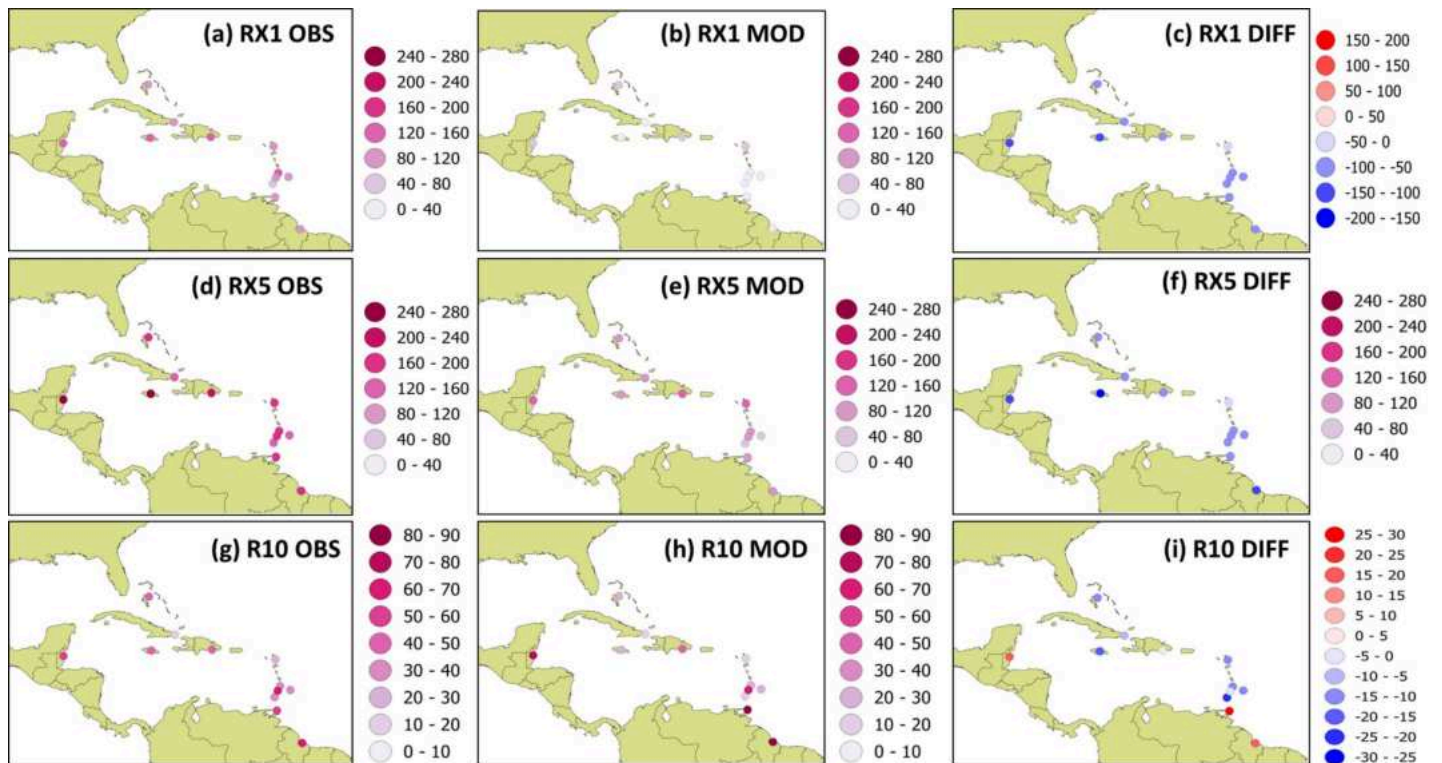 (a) RX1 OBS
240 - 280
200 - 240
160 - 200
120 - 160
80 - 120
40 - 80
0 - 40
(b) RX1 MOD
240 - 280
200 - 240
160 - 200
120 - 160
80 - 120
40 - 80
0 - 40
(c) RX1 DIFF
150 - 200
100 - 150
50 - 100
0 - 50
-50 - 0
-100 - -50
-150 - -100
-200 - -150
(d) RX5 OBS
240 - 280
200 - 240
160 - 200
120 - 160
80 - 120
40 - 80
0 - 40
(e) RX5 MOD
240 - 280
200 - 240
160 - 200
120 - 160
80 - 120
40 - 80
0 - 40
(f) RX5 DIFF
240 - 280
200 - 240
160 - 200
120 - 160
80 - 120
40 - 80
0 - 40
(g) R10 OBS
80 - 90
70 - 80
60 - 70
50 - 60
40 - 50
30 - 40
20 - 30
10 - 20
0 - 10
(h) R10 MOD
80 - 90
70 - 80
60 - 70
50 - 60
40 - 50
30 - 40
20 - 30
10 - 20
0 - 10
(i) R10 DIFF
25 - 30
20 - 25
15 - 20
10 - 15
5 - 10
0 - 5
-5 - 0
-10 - -5
-15 - -10
-20 - -15
-25 - -20
-30 - -25